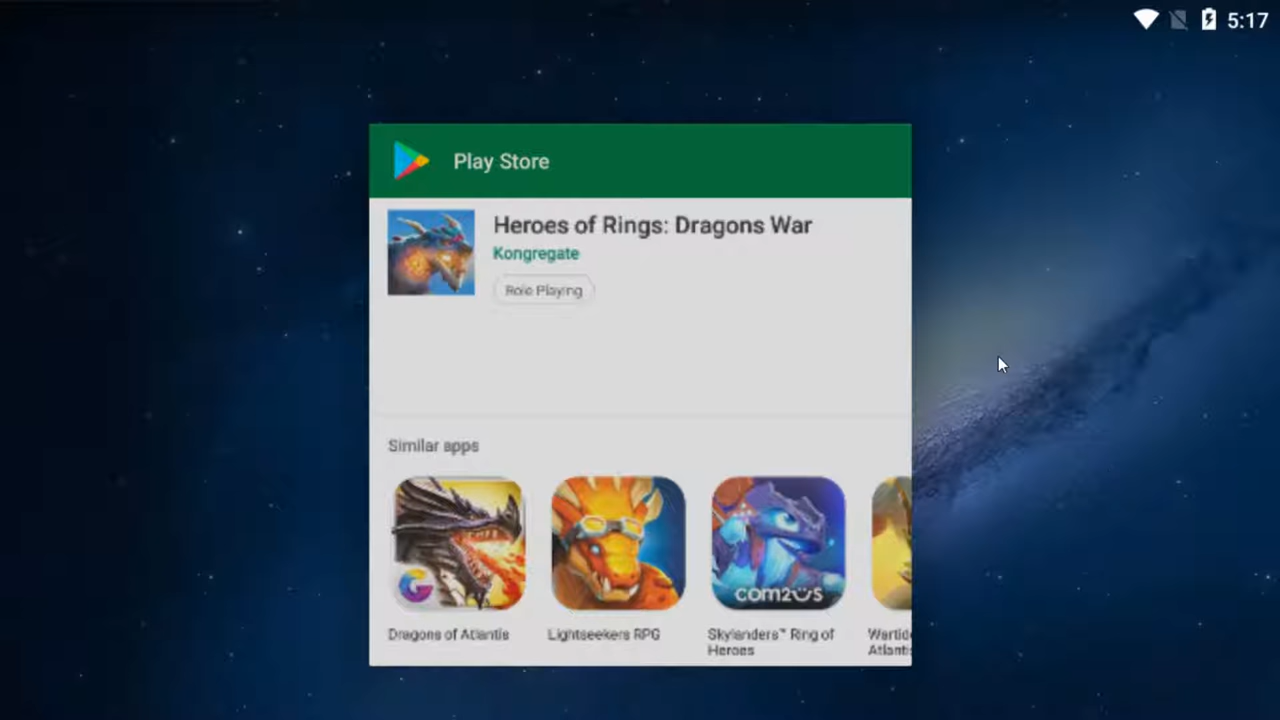 5:17
Play Store
Heroes of Rings: Dragons War
Kongregate
Role Playing
Similar apps
Dragons of Atlantis
Lightseekers RPG
Skylanders™ Ring of
Heroes
com2us